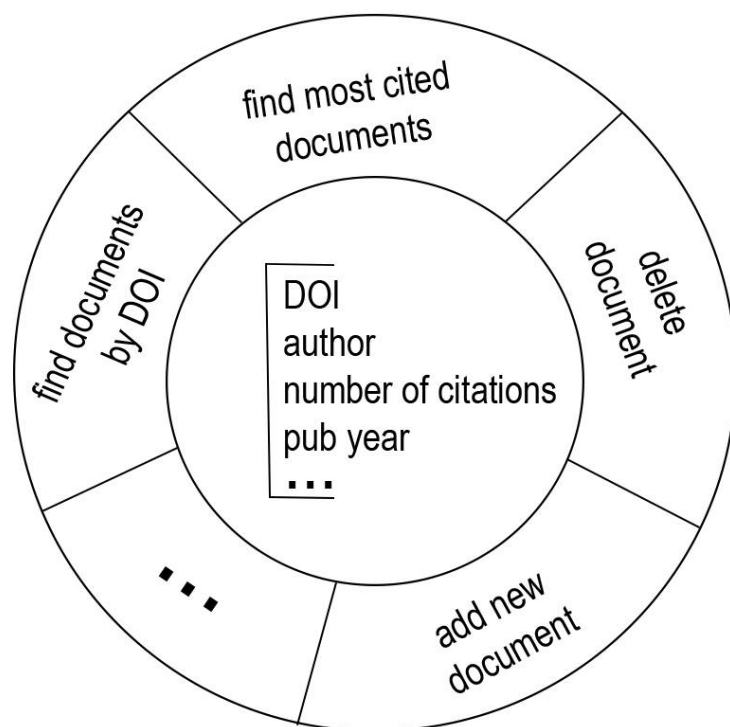 find most cited
documents
find documents
by DOI
delete
document
DOI
author
number of citations
pub year
...
...
add new
document